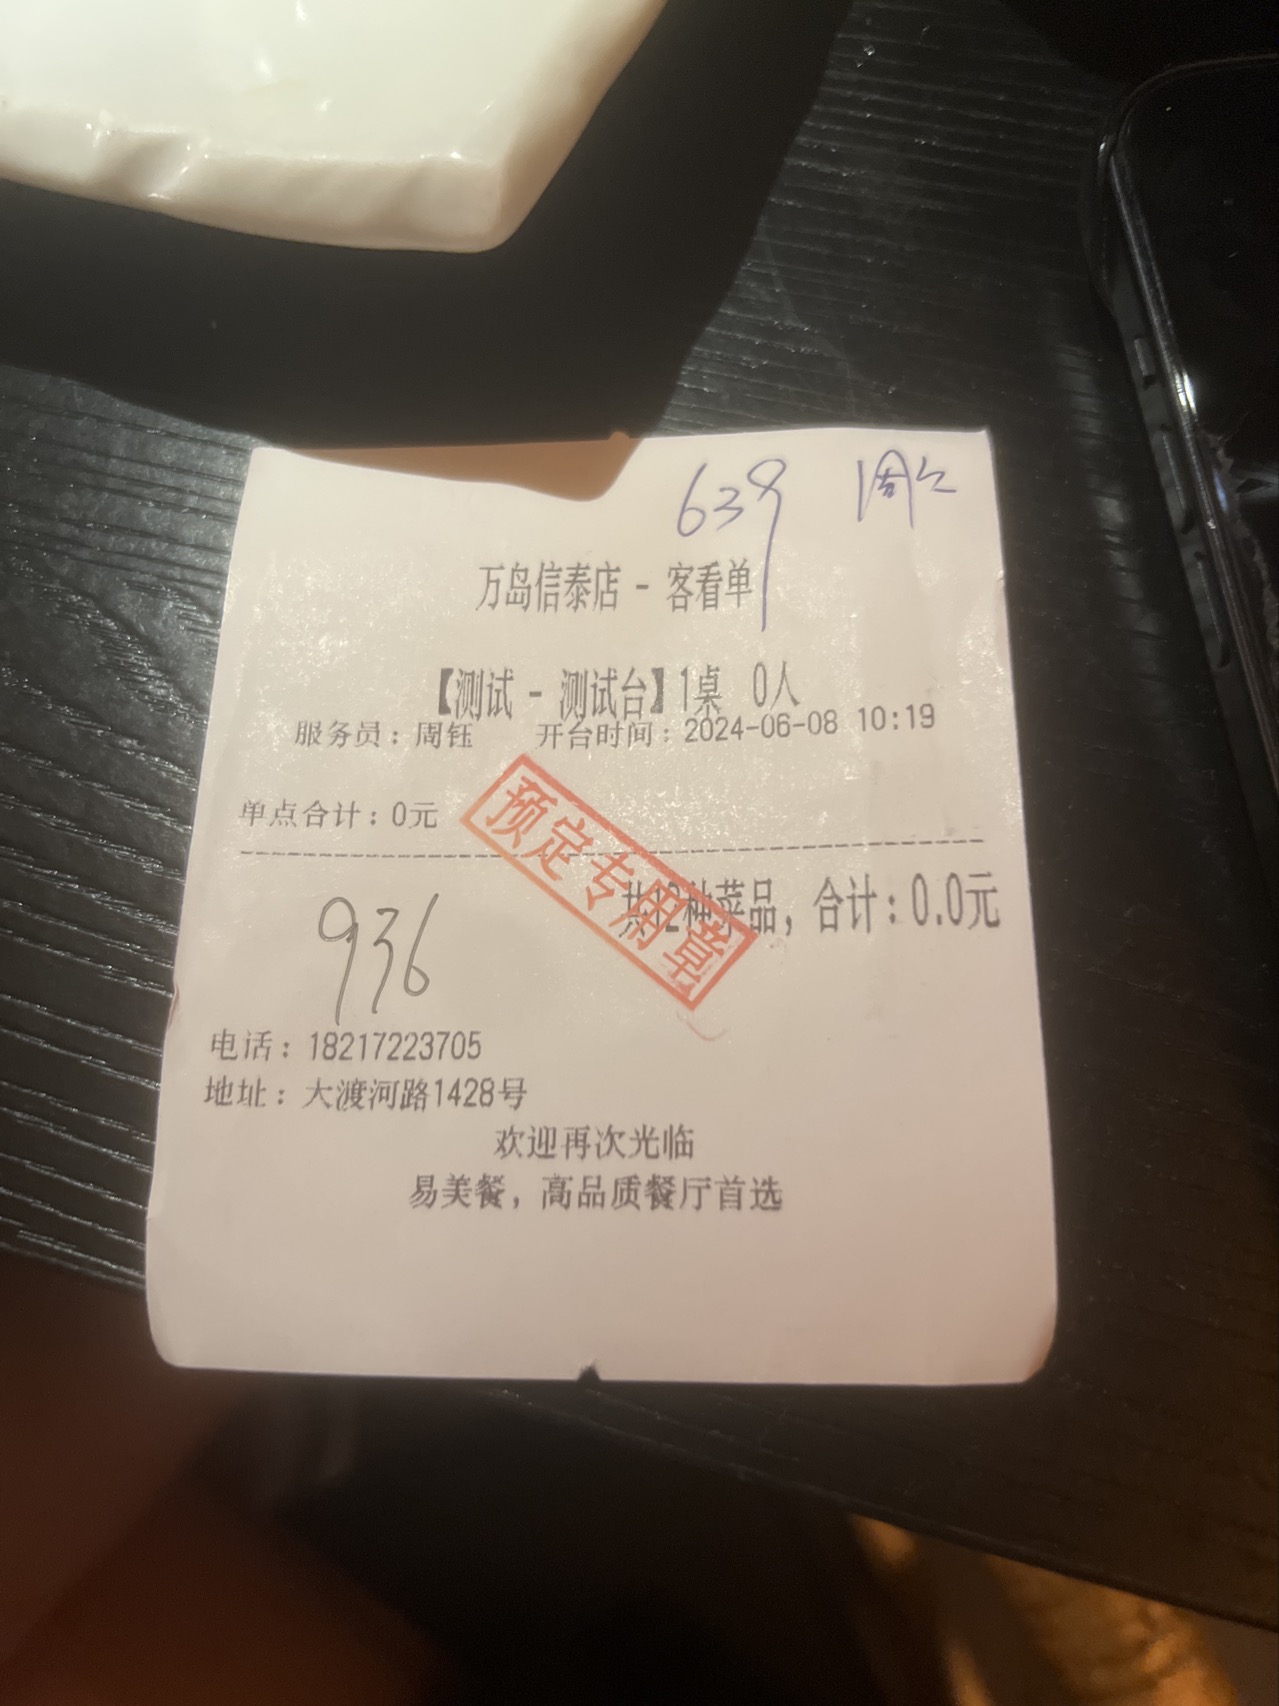 639
万岛信泰店 - 客看单
【测试 - 测试台】1桌 0人
服务员：周钰 开台时间：2024-06-08 10:19
单点合计：0元
预定专用章
共12种菜品，合计：0.0元
936
电话：18217223705
地址：大渡河路1428号
欢迎再次光临
易美餐，高品质餐厅首选